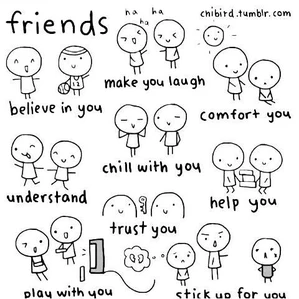 friends
ha ha
ha
chibird.tumblr.com
believe in you
make you laugh
comfort you
understand
chill with you
help you
trust you
play with you
stick up for you